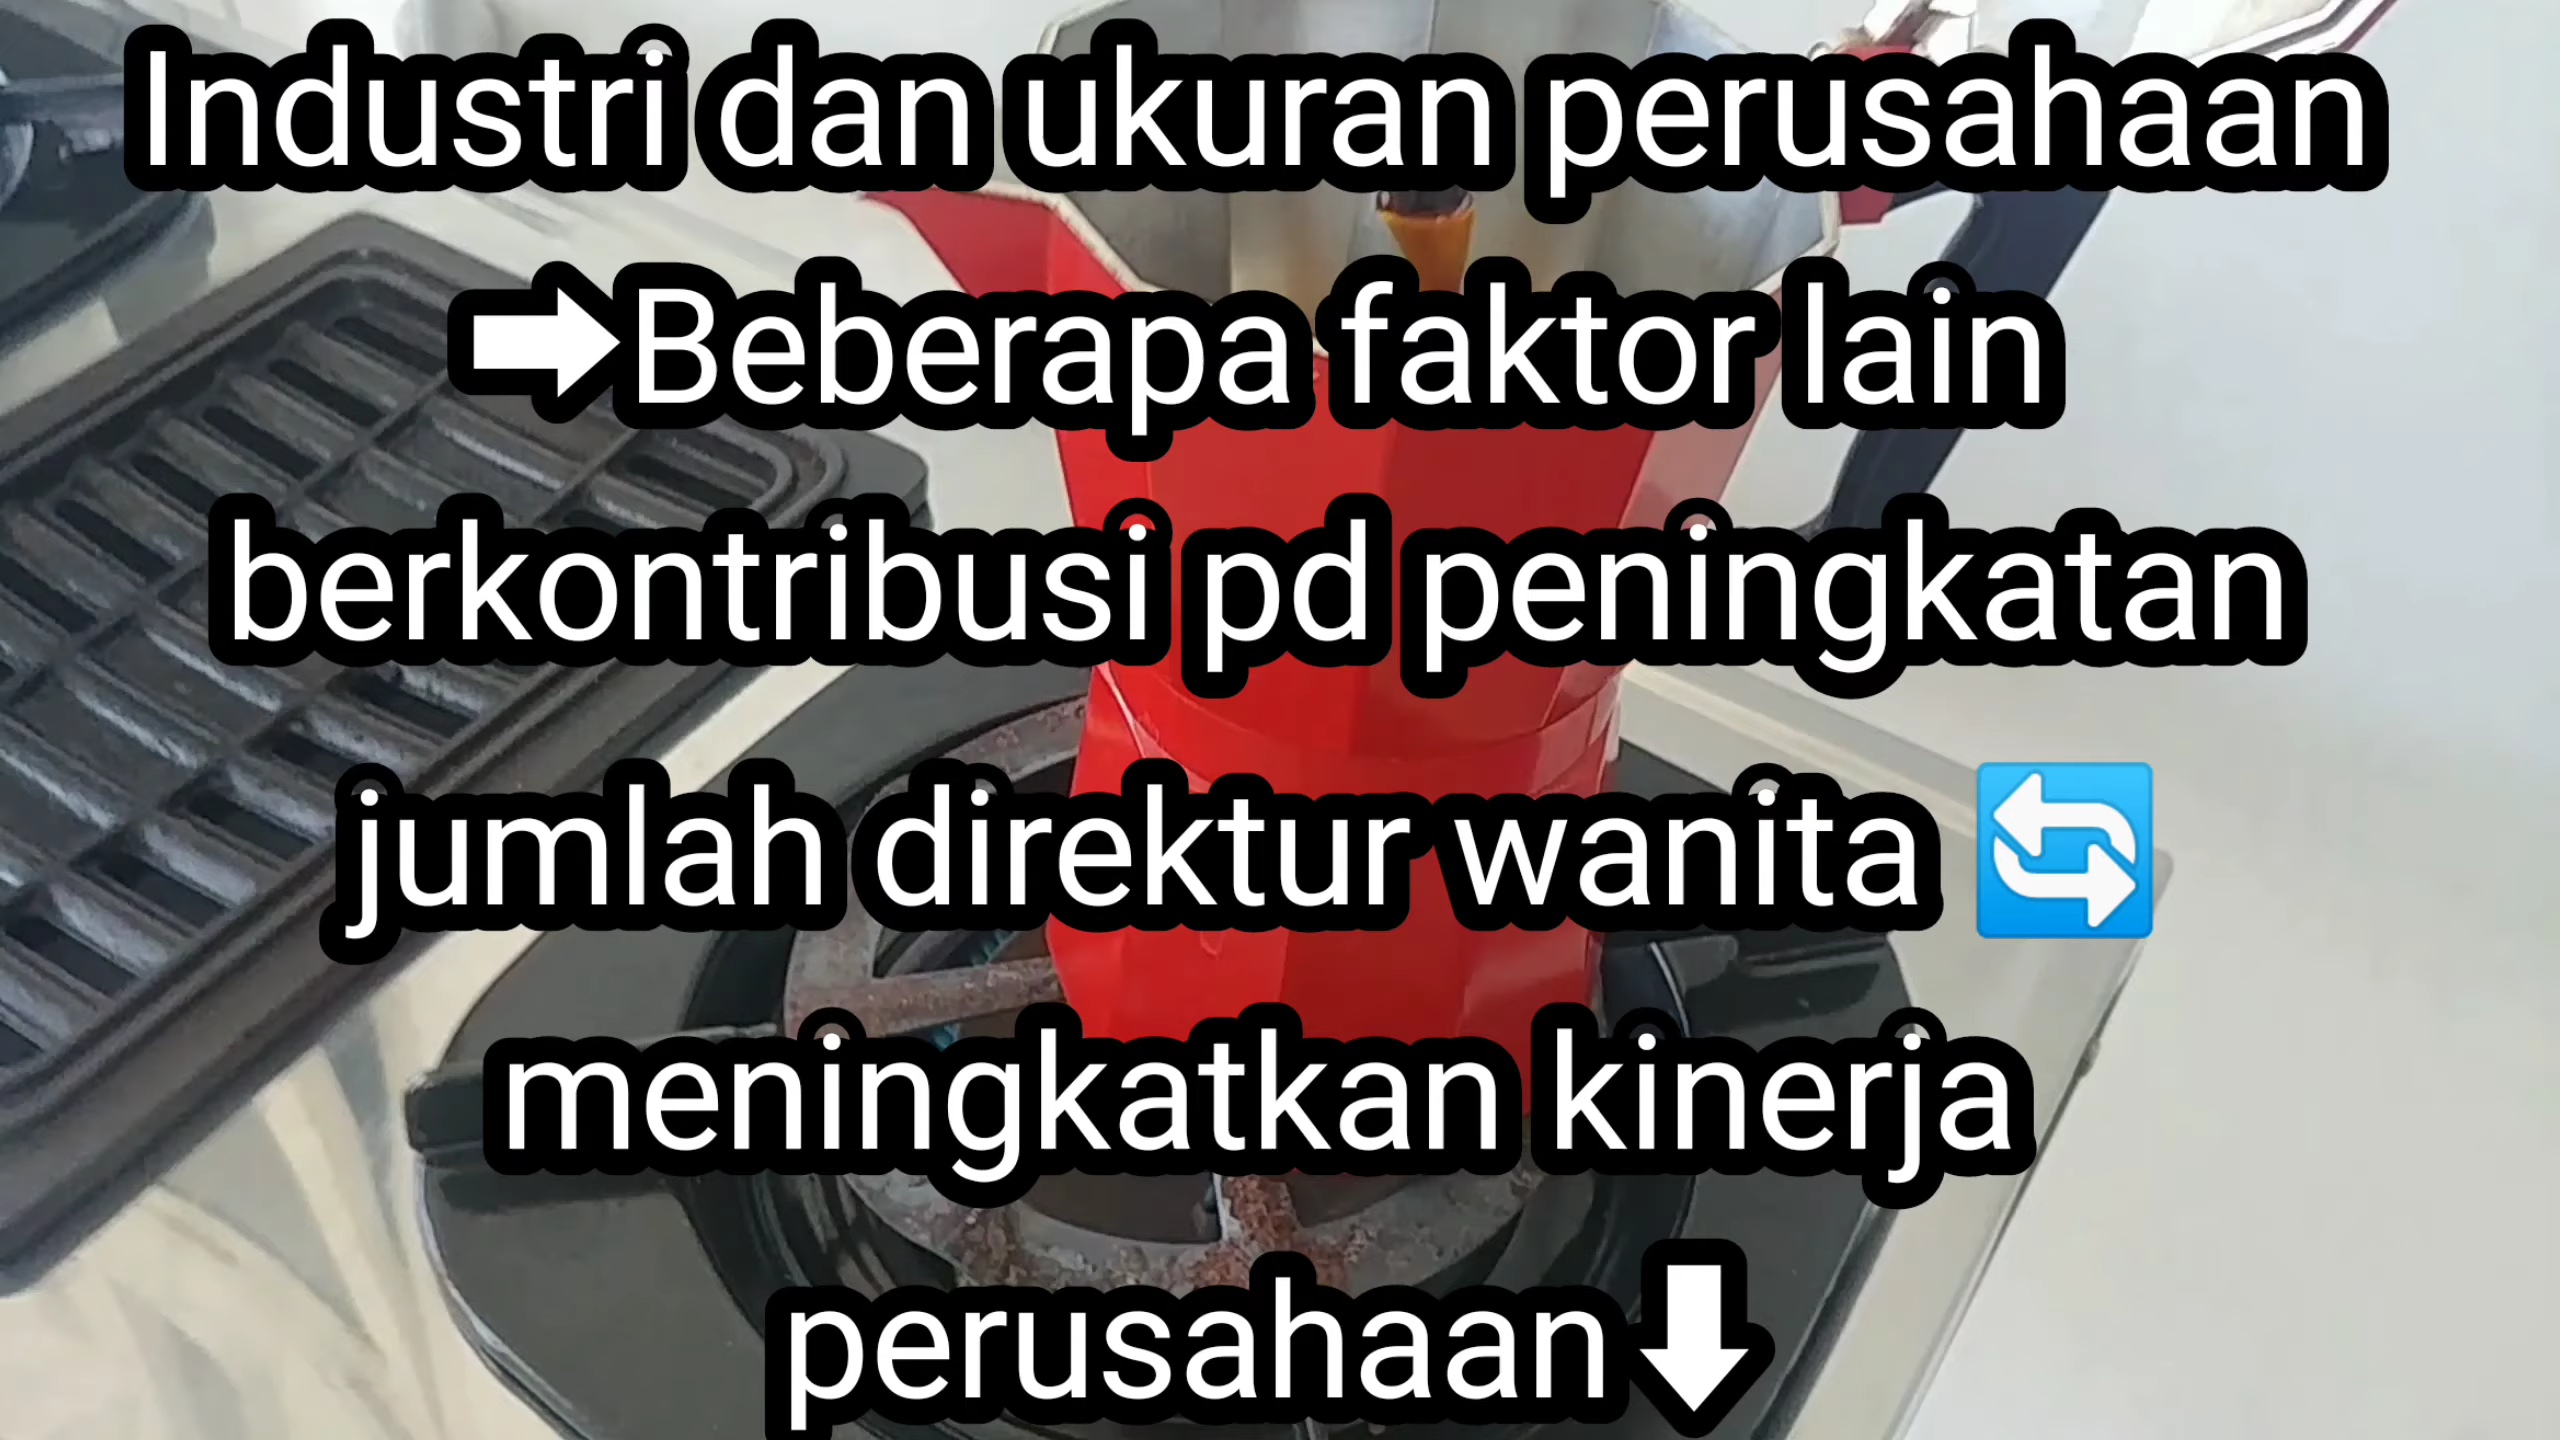 Industri dan ukuran perusahaan
➡Beberapa faktor lain
berkontribusi pd peningkatan
jumlah direktur wanita 🔄
meningkatkan kinerja
perusahaan⬇